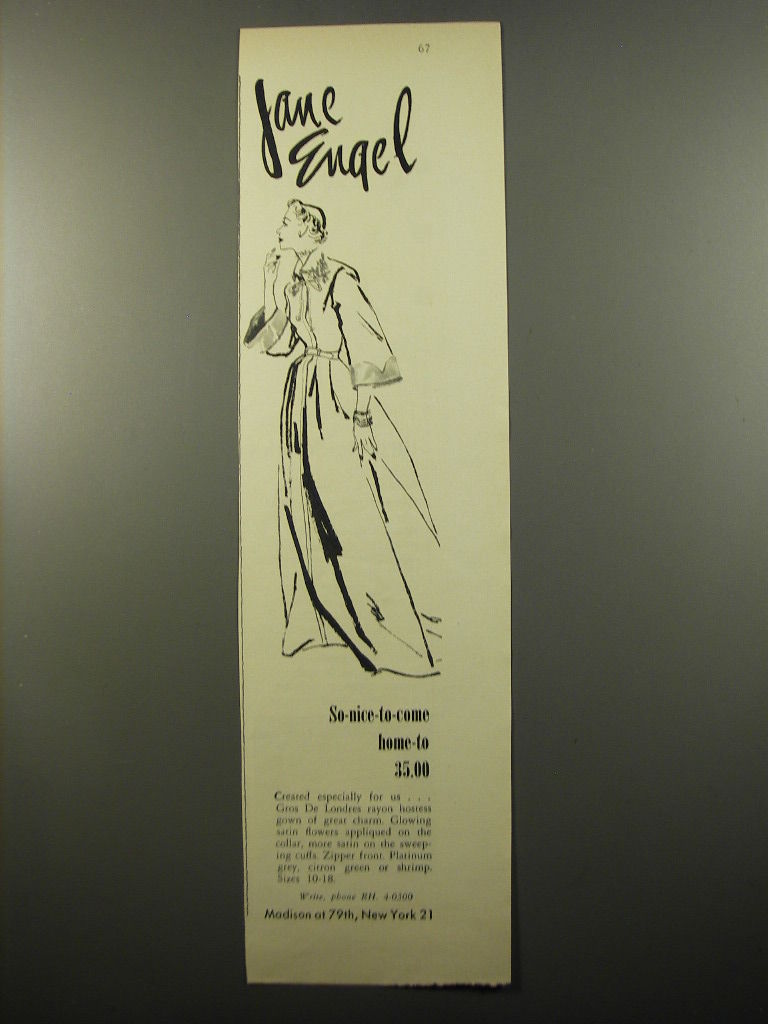 67
Jane
Engel
So-nice-to-come
home-to
35.00
Created especially for us . . .
Gros De Londres rayon hostess
gown of great charm. Glowing
satin flowers appliqued on the
collar, more satin on the sweep-
ing cuffs. Zipper front. Platinum
grey, citron green or shrimp.
Sizes 10-18.
Write, phone RH. 4-0300
Madison at 79th, New York 21